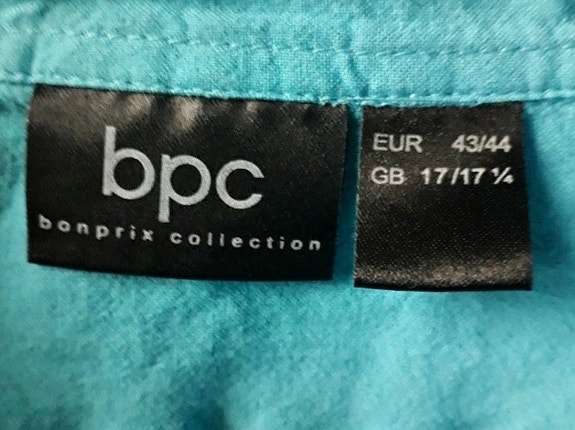 bpc
bonprix collection
EUR 43/44
GB 17/17 ¼